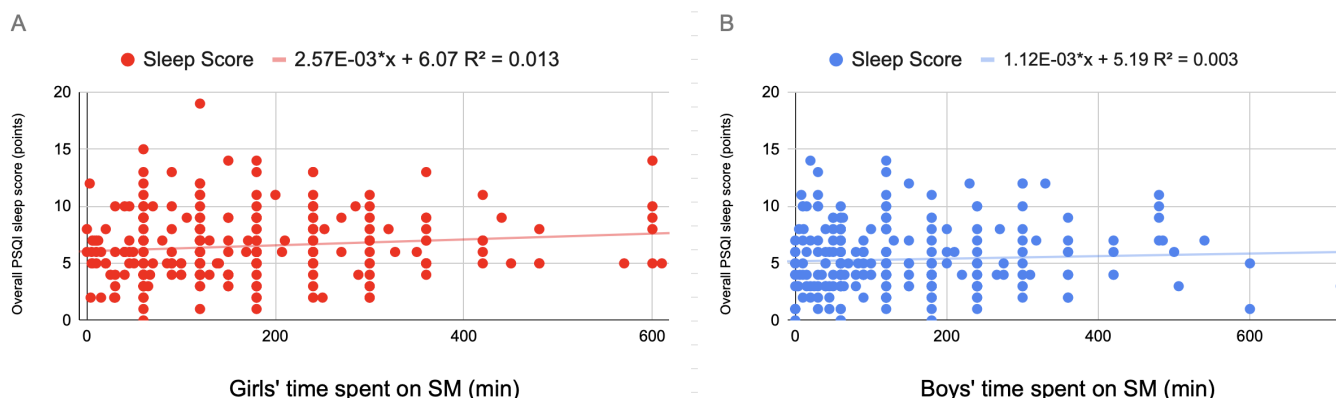 A
Sleep Score 2.57E-03*x + 6.07 R² = 0.013
Overall PSQI sleep score (points)
20
15
10
5
0
0 200 400 600
Girls' time spent on SM (min)
B
Sleep Score 1.12E-03*x + 5.19 R² = 0.003
Overall PSQI sleep score (points)
20
15
10
5
0
0 200 400 600
Boys' time spent on SM (min)